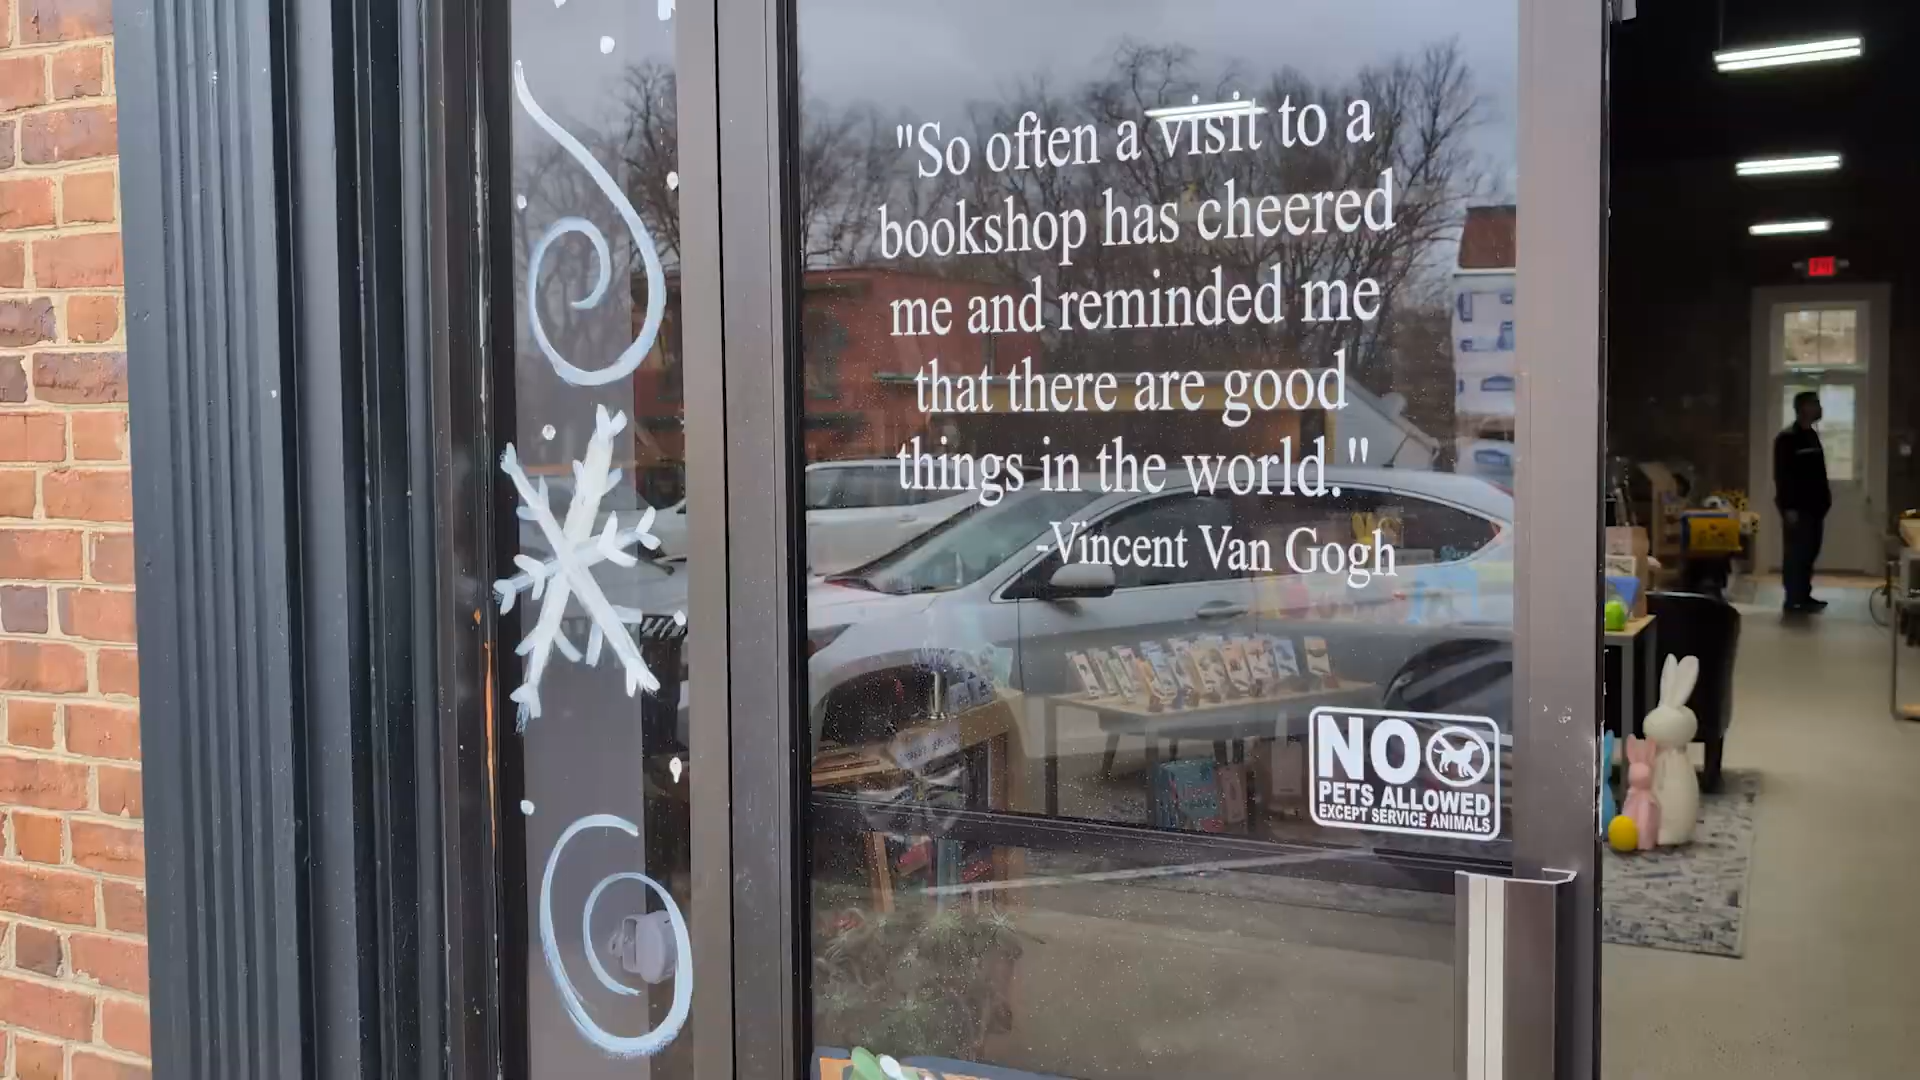 "So often a visit to a
bookshop has cheered
me and reminded me
that there are good
things in the world."
-Vincent Van Gogh
NO
PETS ALLOWED
EXCEPT SERVICE ANIMALS